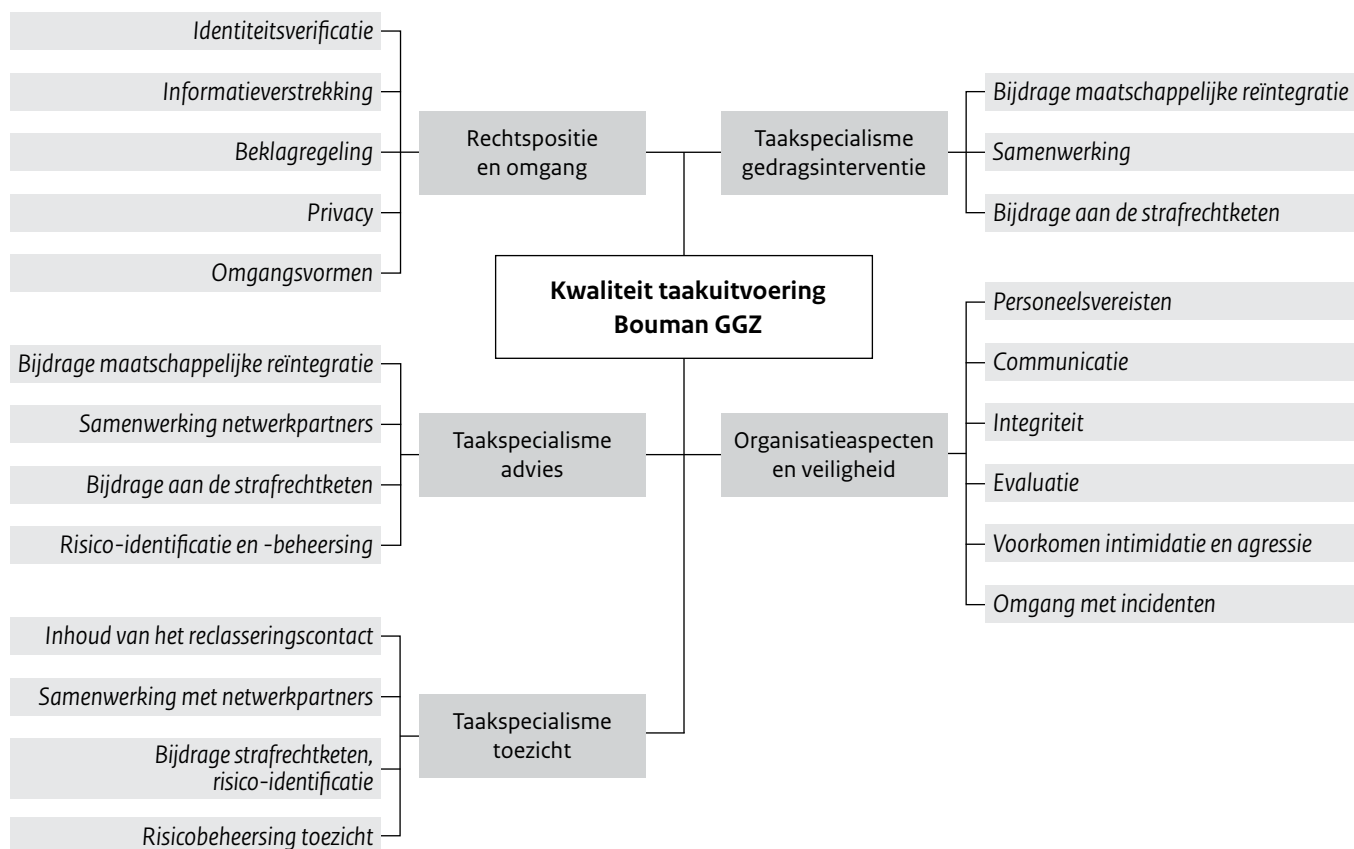 Identiteitsverificatie
Informatieverstrekking
Beklagregeling
Privacy
Omgangsvormen
Rechtspositie
en omgang
Taakspecialisme
gedragsinterventie
Bijdrage maatschappelijke reïntegratie
Samenwerking
Bijdrage aan de strafrechtketen
Kwaliteit taakuitvoering
Bouman GGZ
Bijdrage maatschappelijke reïntegratie
Samenwerking netwerkpartners
Bijdrage aan de strafrechtketen
Risico-identificatie en -beheersing
Taakspecialisme
advies
Organisatieaspecten
en veiligheid
Personeelsvereisten
Communicatie
Integriteit
Evaluatie
Voorkomen intimidatie en agressie
Omgang met incidenten
Inhoud van het reclasseringscontact
Samenwerking met netwerkpartners
Bijdrage strafrechtketen,
risico-identificatie
Risicobeheersing toezicht
Taakspecialisme
toezicht